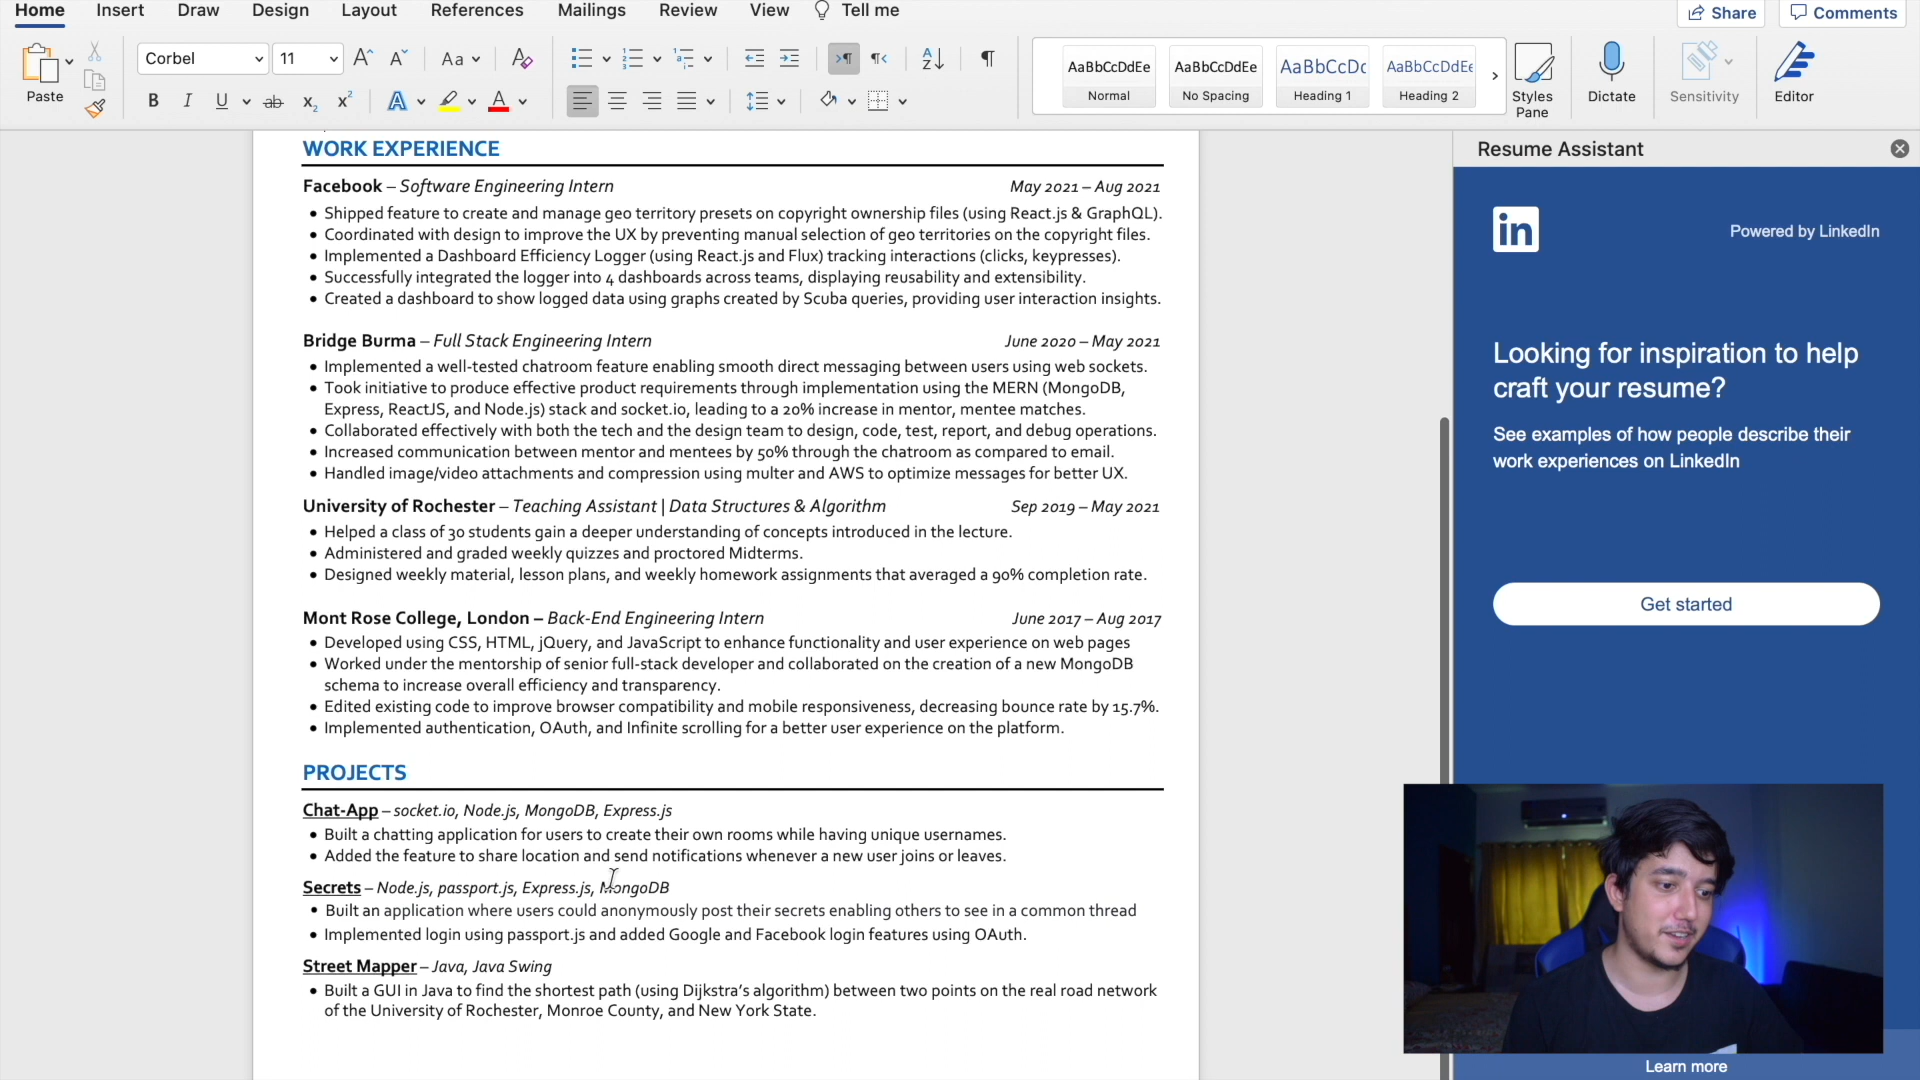 Home Insert Draw Design Layout References Mailings Review View Tell me Share Comments
Corbel 11 Aa
AaBbCcDdEe AaBbCcDdEe AaBbCcDc AaBbCcDdEe
Paste Normal No Spacing Heading 1 Heading 2 Styles Pane Dictate Sensitivity Editor
B I U ab x₂ x² A A
WORK EXPERIENCE
Facebook – Software Engineering Intern May 2021 – Aug 2021
• Shipped feature to create and manage geo territory presets on copyright ownership files (using React.js & GraphQL).
• Coordinated with design to improve the UX by preventing manual selection of geo territories on the copyright files.
• Implemented a Dashboard Efficiency Logger (using React.js and Flux) tracking interactions (clicks, keypresses).
• Successfully integrated the logger into 4 dashboards across teams, displaying reusability and extensibility.
• Created a dashboard to show logged data using graphs created by Scuba queries, providing user interaction insights.
Bridge Burma – Full Stack Engineering Intern June 2020 – May 2021
• Implemented a well-tested chatroom feature enabling smooth direct messaging between users using web sockets.
• Took initiative to produce effective product requirements through implementation using the MERN (MongoDB,
Express, ReactJS, and Node.js) stack and socket.io, leading to a 20% increase in mentor, mentee matches.
• Collaborated effectively with both the tech and the design team to design, code, test, report, and debug operations.
• Increased communication between mentor and mentees by 50% through the chatroom as compared to email.
• Handled image/video attachments and compression using multer and AWS to optimize messages for better UX.
University of Rochester – Teaching Assistant | Data Structures & Algorithm Sep 2019 – May 2021
• Helped a class of 30 students gain a deeper understanding of concepts introduced in the lecture.
• Administered and graded weekly quizzes and proctored Midterms.
• Designed weekly material, lesson plans, and weekly homework assignments that averaged a 90% completion rate.
Mont Rose College, London – Back-End Engineering Intern June 2017 – Aug 2017
• Developed using CSS, HTML, jQuery, and JavaScript to enhance functionality and user experience on web pages
• Worked under the mentorship of senior full-stack developer and collaborated on the creation of a new MongoDB
schema to increase overall efficiency and transparency.
• Edited existing code to improve browser compatibility and mobile responsiveness, decreasing bounce rate by 15.7%.
• Implemented authentication, OAuth, and Infinite scrolling for a better user experience on the platform.
PROJECTS
Chat-App – socket.io, Node.js, MongoDB, Express.js
• Built a chatting application for users to create their own rooms while having unique usernames.
• Added the feature to share location and send notifications whenever a new user joins or leaves.
Secrets – Node.js, passport.js, Express.js, MongoDB
• Built an application where users could anonymously post their secrets enabling others to see in a common thread
• Implemented login using passport.js and added Google and Facebook login features using OAuth.
Street Mapper – Java, Java Swing
• Built a GUI in Java to find the shortest path (using Dijkstra's algorithm) between two points on the real road network
of the University of Rochester, Monroe County, and New York State.
Resume Assistant
in Powered by LinkedIn
Looking for inspiration to help
craft your resume?
See examples of how people describe their
work experiences on LinkedIn
Get started
Learn more